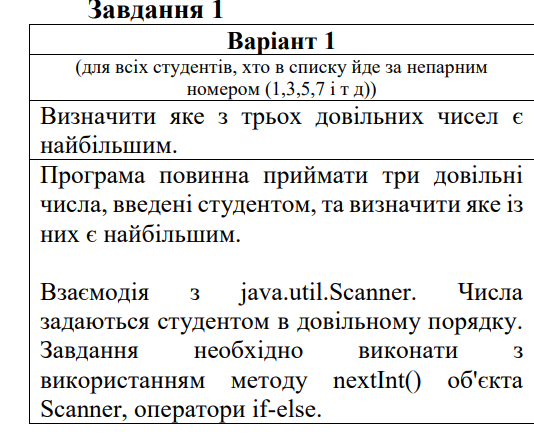 Завдання 1
Варіант 1
(для всіх студентів, хто в списку йде за непарним
номером (1,3,5,7 і т д))
Визначити яке з трьох довільних чисел є
найбільшим.
Програма повинна приймати три довільні
числа, введені студентом, та визначити яке із
них є найбільшим.
Взаємодія з java.util.Scanner. Числа
задаються студентом в довільному порядку.
Завдання необхідно виконати з
використанням методу nextInt() об'єкта
Scanner, оператори if-else.